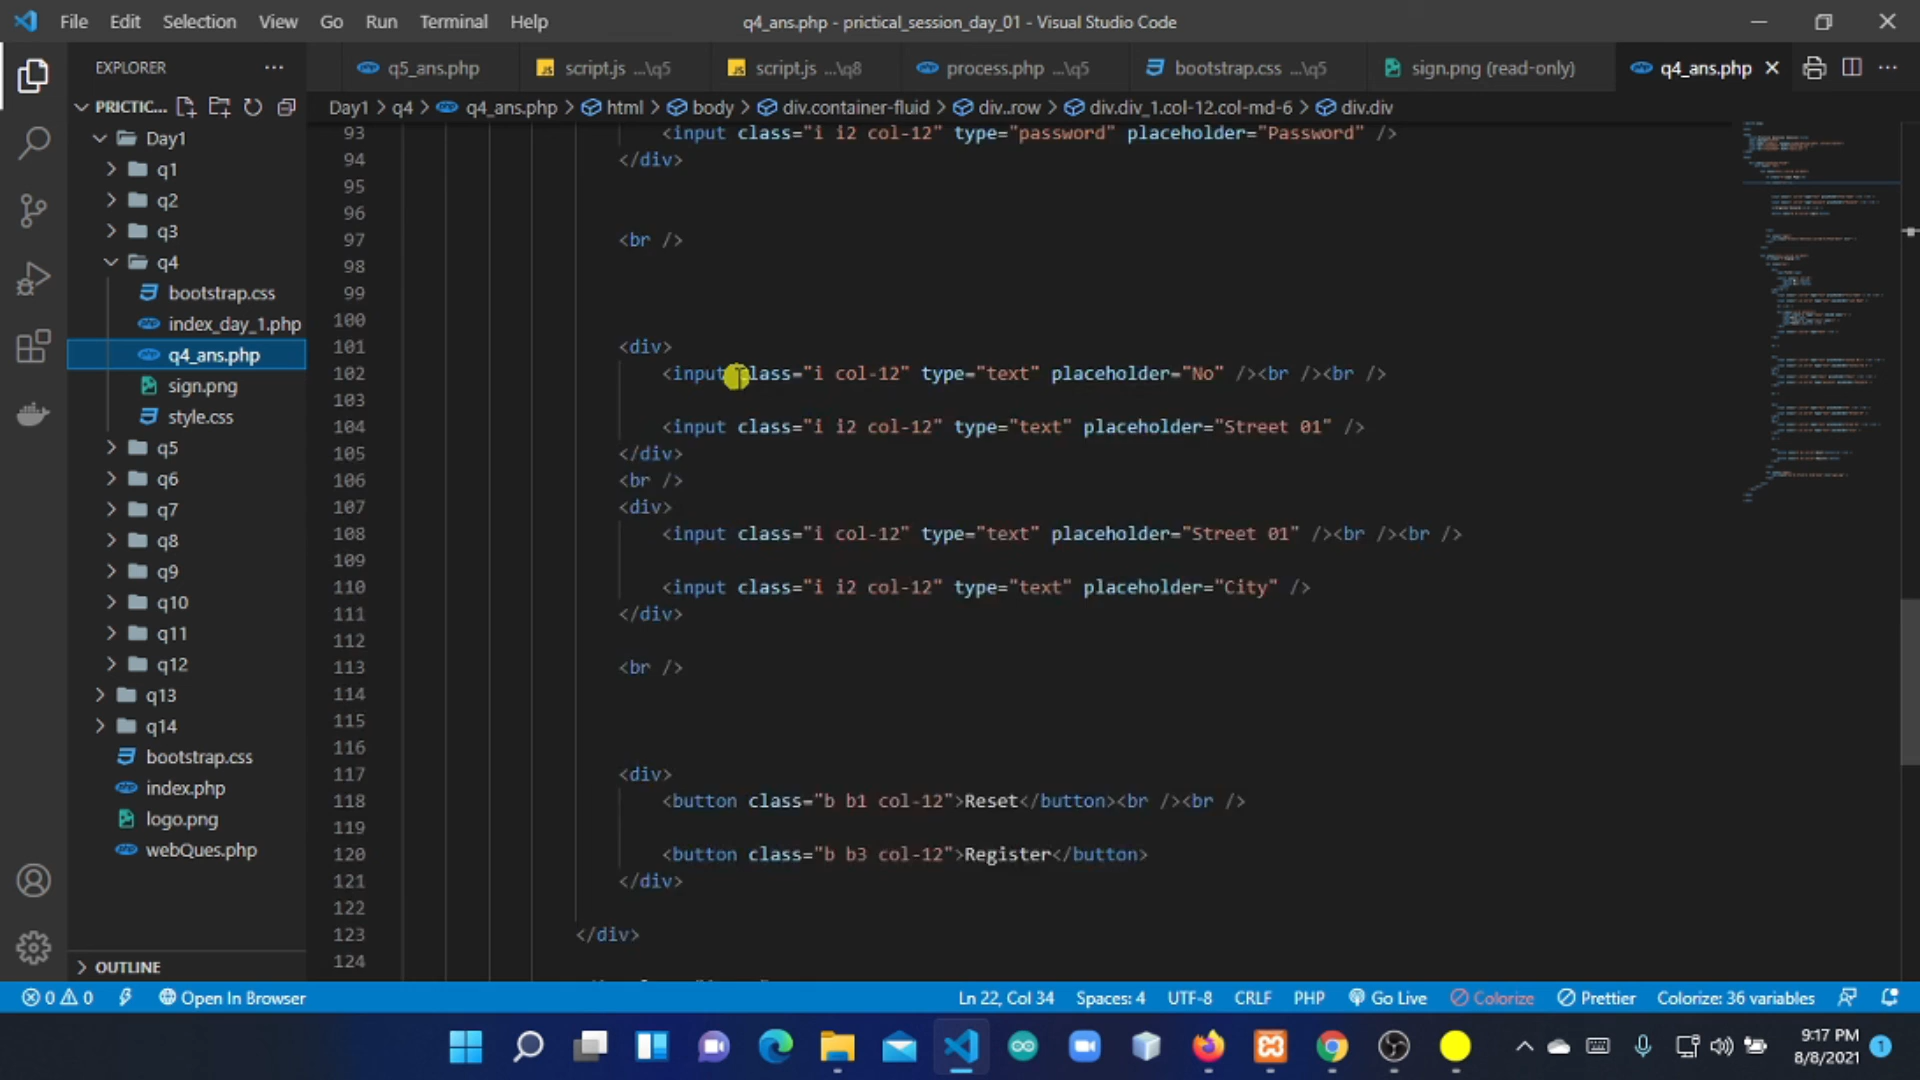 File Edit Selection View Go Run Terminal Help
q4_ans.php - prictical_session_day_01 - Visual Studio Code
EXPLORER
q5_ans.php
script.js ...\q5
script.js ...\q8
process.php ...\q5
bootstrap.css ...\q5
sign.png (read-only)
q4_ans.php
PRICTIC...
Day1 > q4 > q4_ans.php > html > body > div.container-fluid > div..row > div.div_1.col-12.col-md-6 > div.div
Day1
q1
q2
q3
q4
bootstrap.css
index_day_1.php
q4_ans.php
sign.png
style.css
q5
q6
q7
q8
q9
q10
q11
q12
q13
q14
bootstrap.css
index.php
logo.png
webQues.php
OUTLINE
93 <input class="i i2 col-12" type="password" placeholder="Password" />
94 </div>
95
96
97 <br />
98
99
100
101 <div>
102 <input class="i col-12" type="text" placeholder="No" /><br /><br />
103
104 <input class="i i2 col-12" type="text" placeholder="Street 01" />
105 </div>
106 <br />
107 <div>
108 <input class="i col-12" type="text" placeholder="Street 01" /><br /><br />
109
110 <input class="i i2 col-12" type="text" placeholder="City" />
111 </div>
112
113 <br />
114
115
116
117 <div>
118 <button class="b b1 col-12">Reset</button><br /><br />
119
120 <button class="b b3 col-12">Register</button>
121 </div>
122
123 </div>
124
0 0 Open In Browser
Ln 22, Col 34 Spaces: 4 UTF-8 CRLF PHP Go Live Colorize Prettier Colorize: 36 variables
9:17 PM
8/8/2021
1